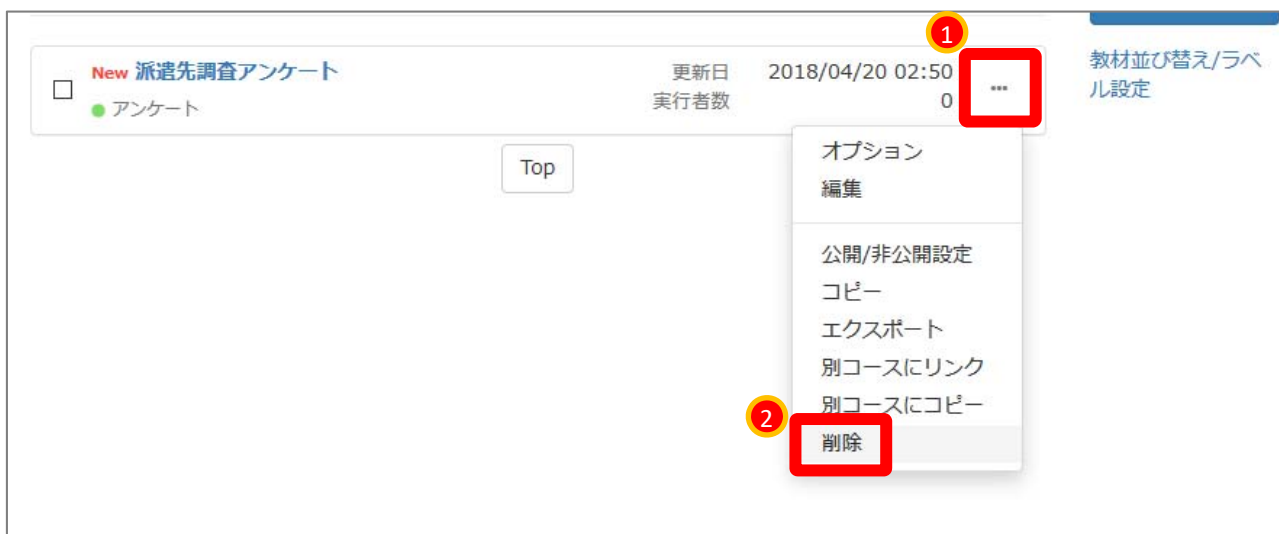 1
New 派遣先調査アンケート
更新日 2018/04/20 02:50
アンケート
実行者数 0
...
教材並び替え/ラベ
ル設定
Top
オプション
編集
公開/非公開設定
コピー
エクスポート
別コースにリンク
別コースにコピー
2
削除